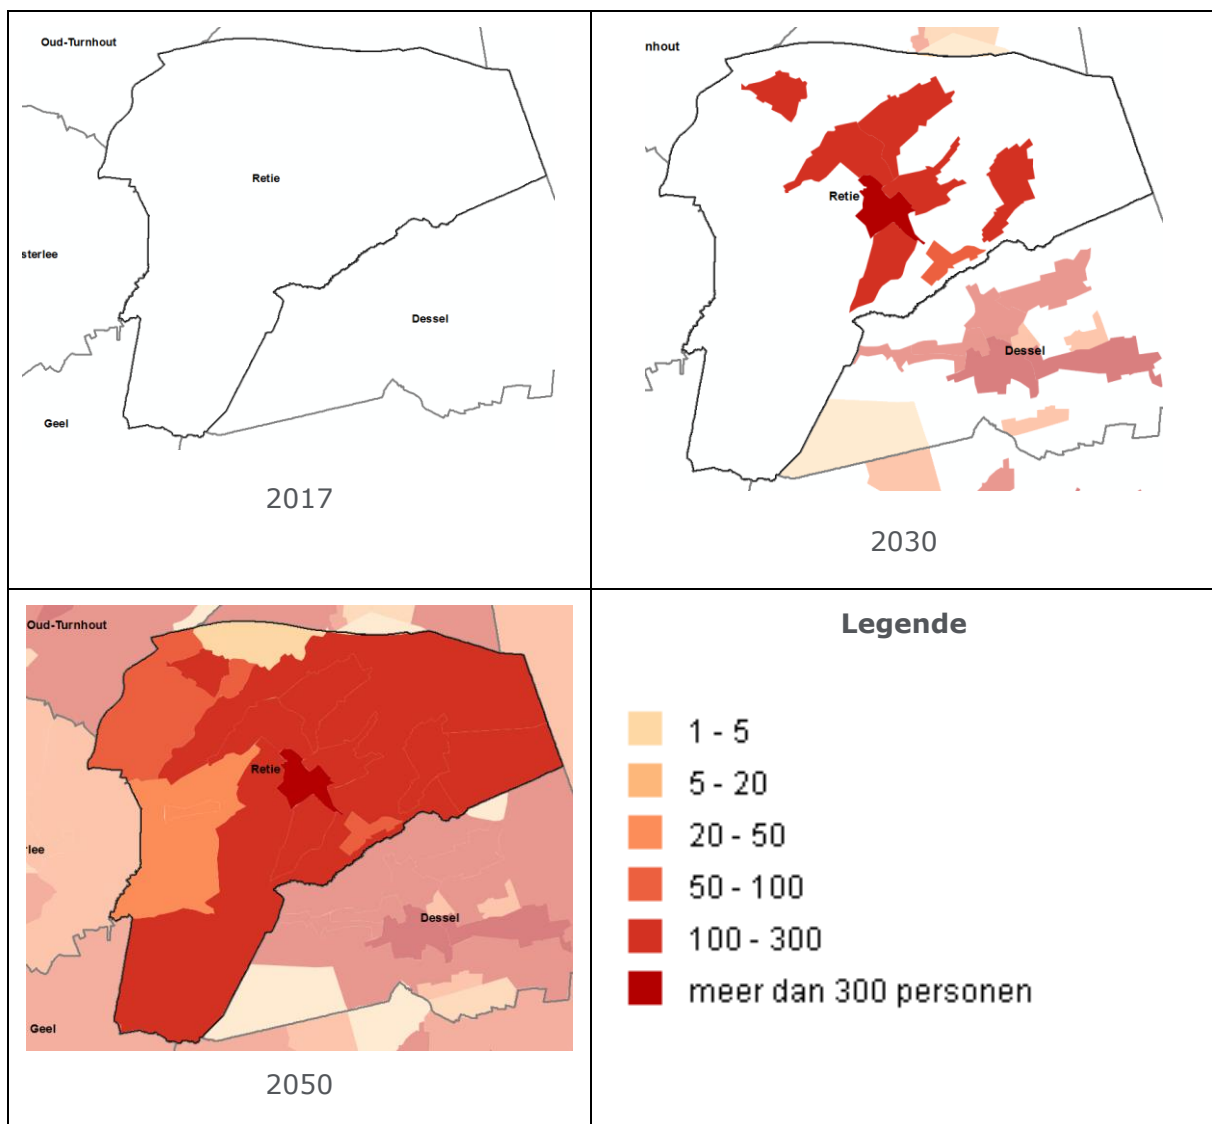 Oud-Turnhout
Retie
sterlee
Dessel
Geel
2017
nhout
Retie
Dessel
2030
Oud-Turnhout
Retie
rlee
Dessel
Geel
2050
Legende
1 - 5
5 - 20
20 - 50
50 - 100
100 - 300
meer dan 300 personen